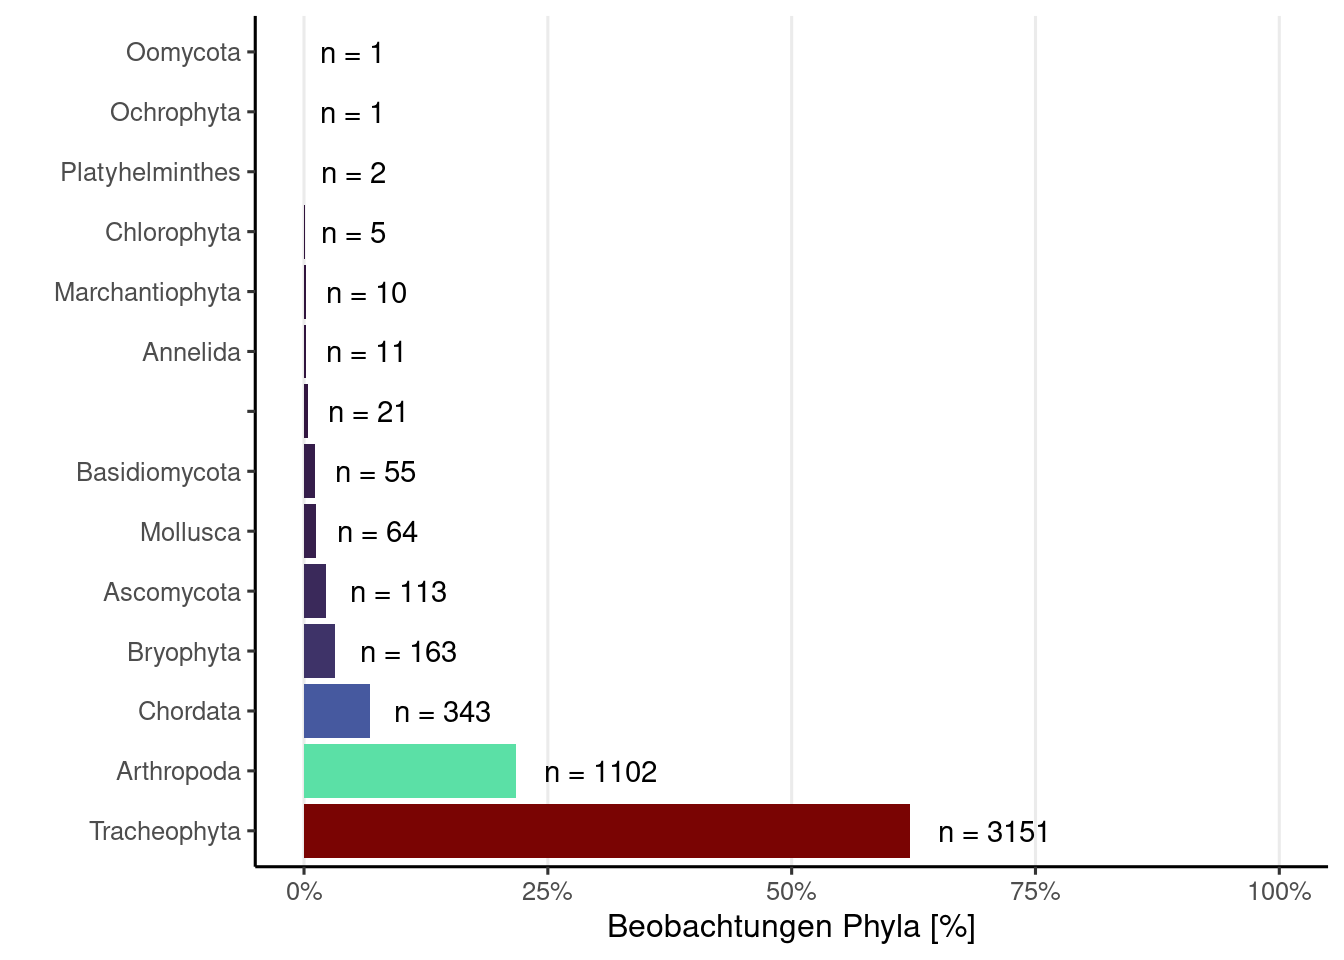 Oomycota n = 1
Ochrophyta n = 1
Platyhelminthes n = 2
Chlorophyta n = 5
Marchantiophyta n = 10
Annelida n = 11
n = 21
Basidiomycota n = 55
Mollusca n = 64
Ascomycota n = 113
Bryophyta n = 163
Chordata n = 343
Arthropoda n = 1102
Tracheophyta n = 3151
0% 25% 50% 75% 100%
Beobachtungen Phyla [%]